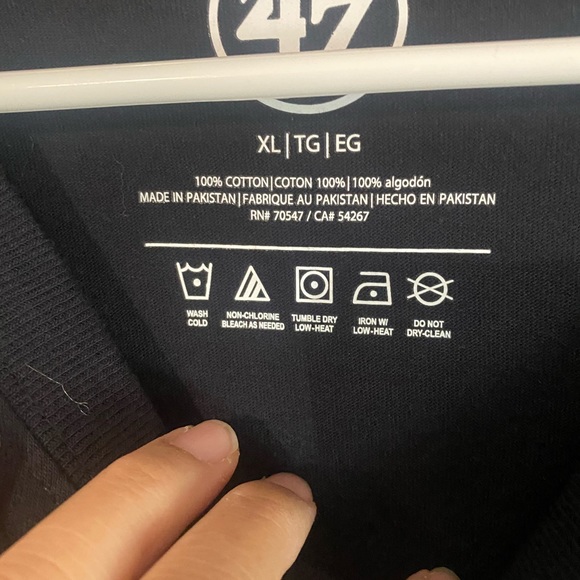 47
XL|TG|EG
100% COTTON|COTON 100%|100% algodón
MADE IN PAKISTAN|FABRIQUE AU PAKISTAN|HECHO EN PAKISTAN
RN# 70547 / CA# 54267
WASH COLD
NON-CHLORINE BLEACH AS NEEDED
TUMBLE DRY LOW-HEAT
IRON W/ LOW-HEAT
DO NOT DRY-CLEAN